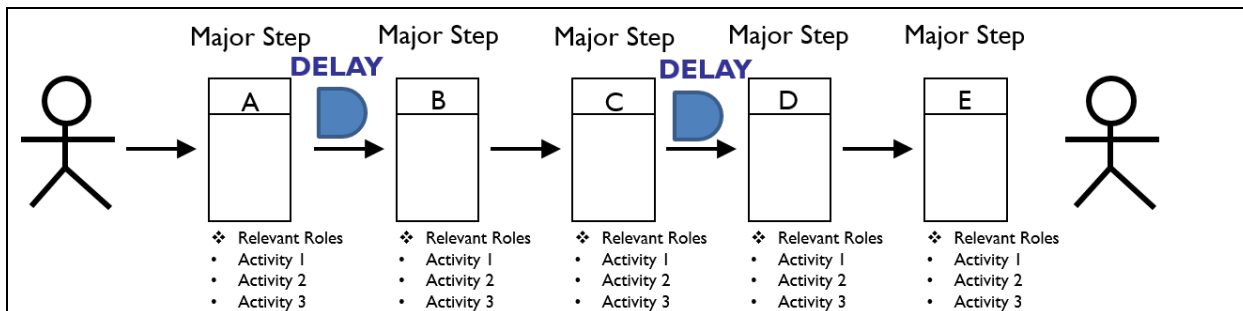 Major Step Major Step Major Step Major Step Major Step
DELAY DELAY
A B C D E
❖ Relevant Roles ❖ Relevant Roles ❖ Relevant Roles ❖ Relevant Roles ❖ Relevant Roles
• Activity 1 • Activity 1 • Activity 1 • Activity 1 • Activity 1
• Activity 2 • Activity 2 • Activity 2 • Activity 2 • Activity 2
• Activity 3 • Activity 3 • Activity 3 • Activity 3 • Activity 3